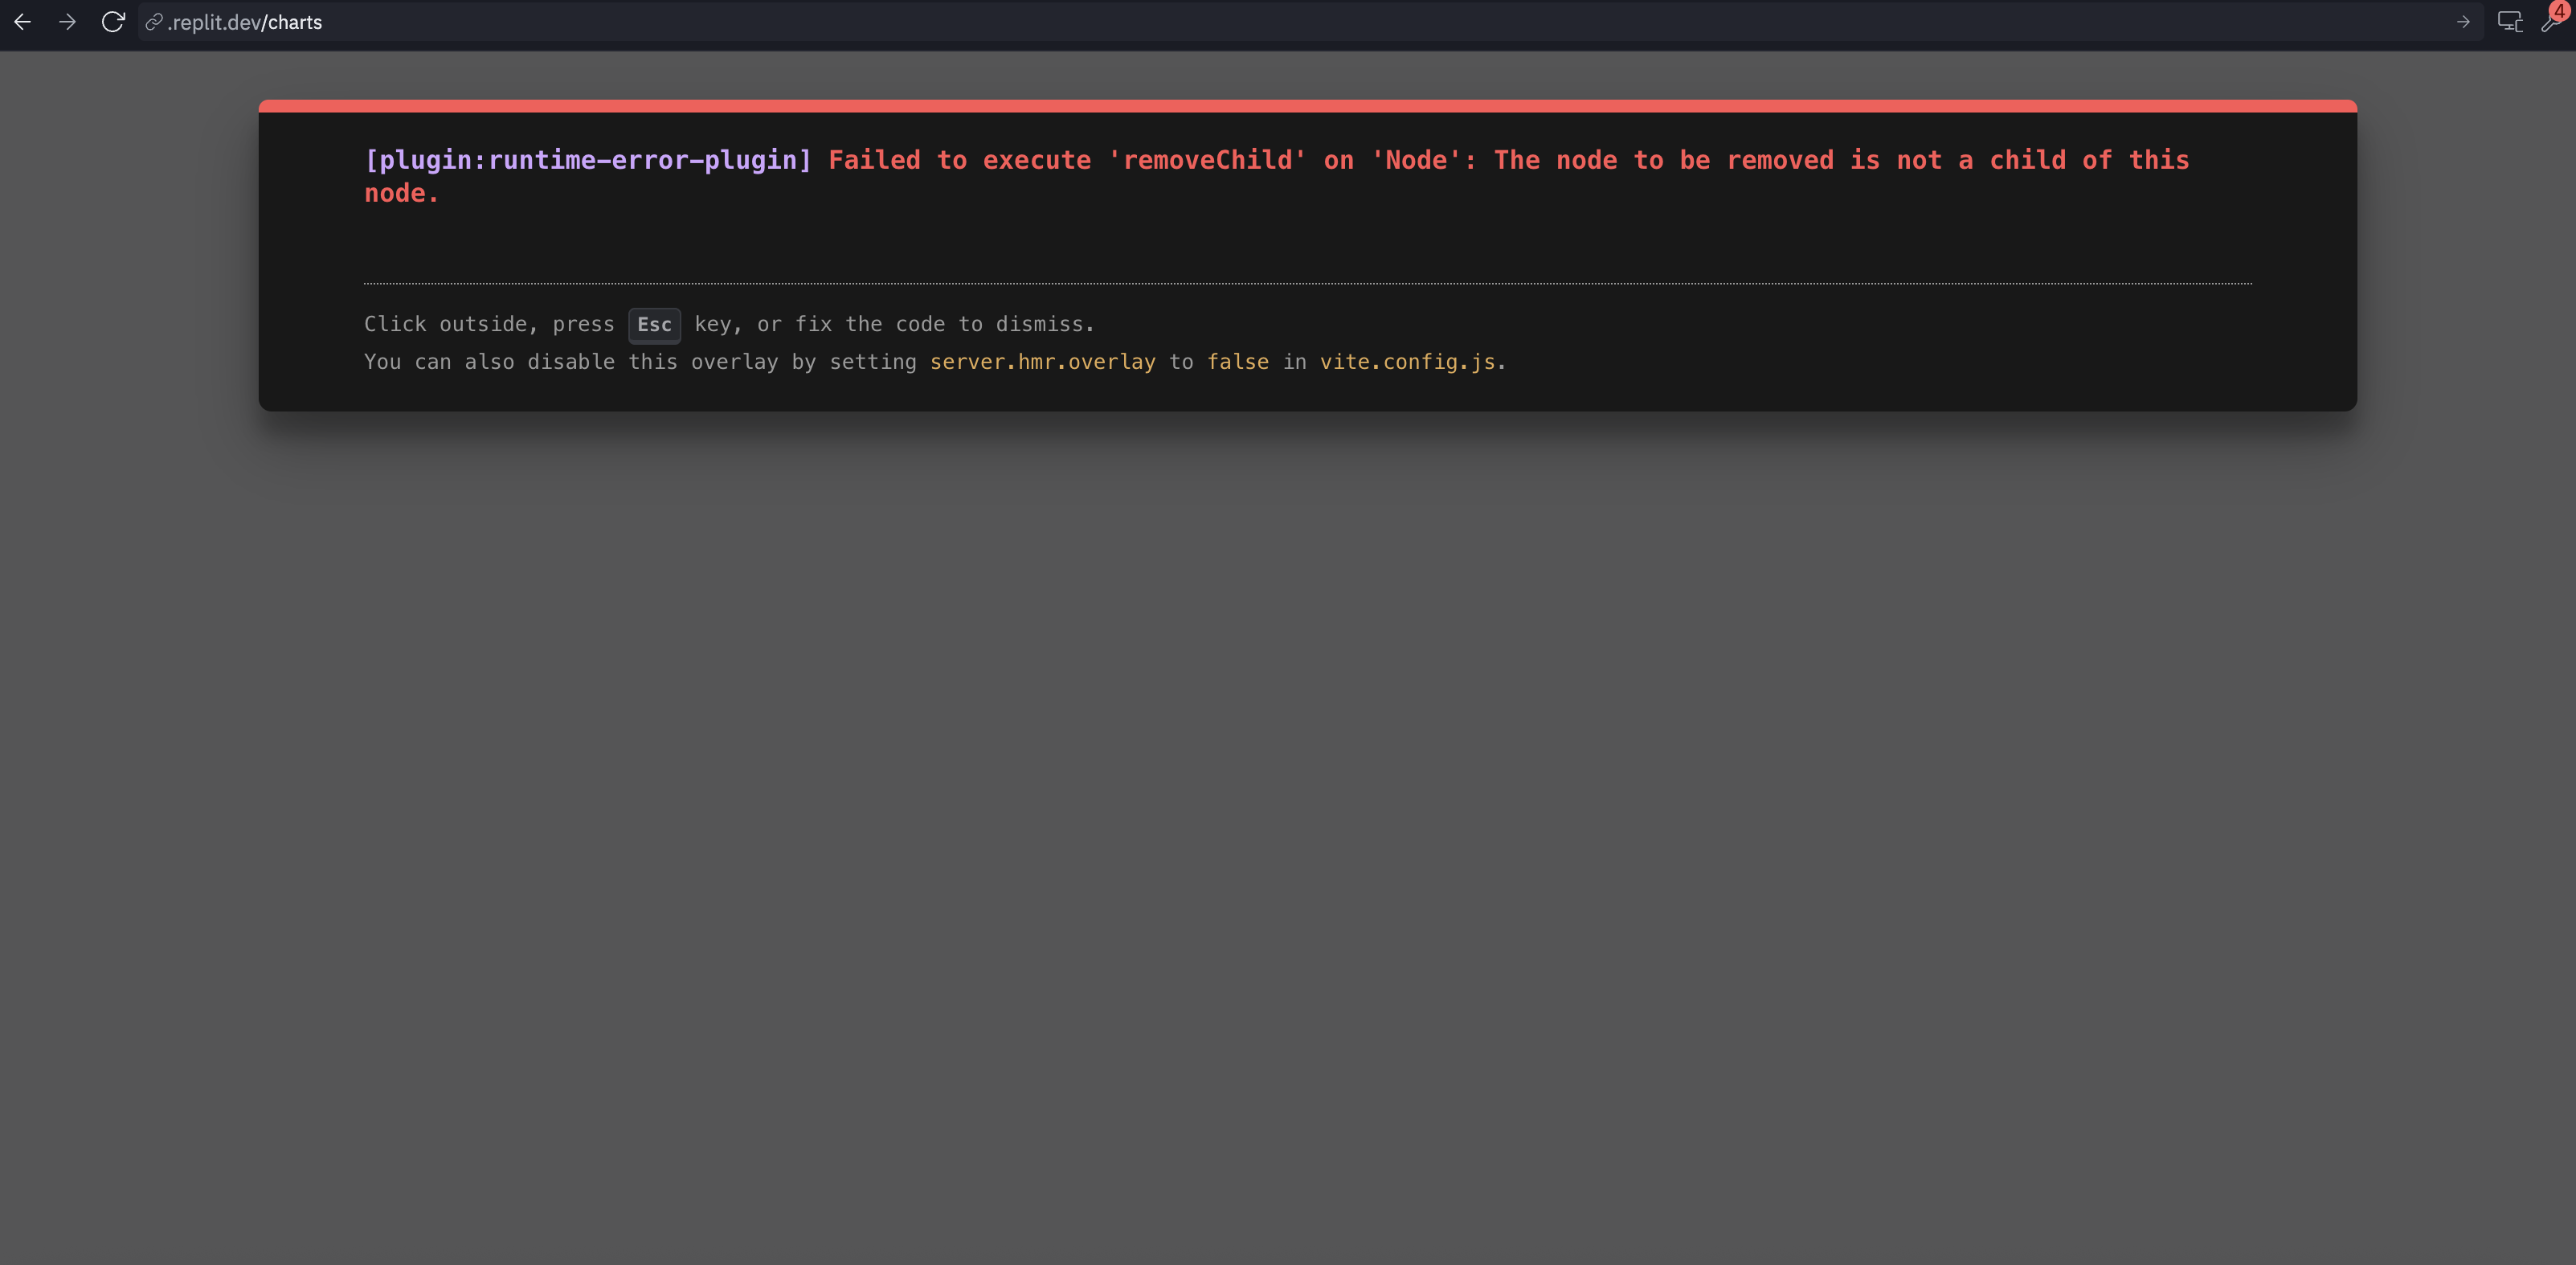 .replit.dev/charts
4
[plugin:runtime-error-plugin] Failed to execute 'removeChild' on 'Node': The node to be removed is not a child of this
node.
Click outside, press Esc key, or fix the code to dismiss.
You can also disable this overlay by setting server.hmr.overlay to false in vite.config.js.